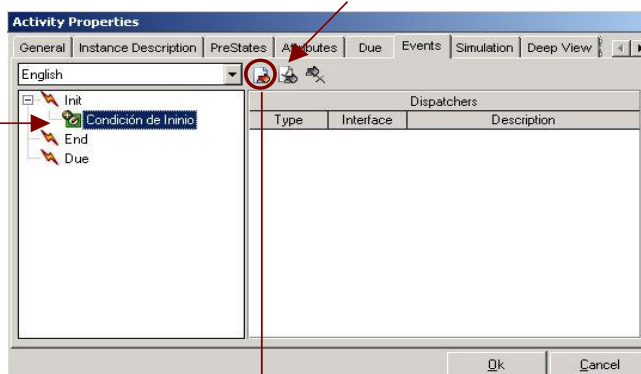 Activity Properties
General Instance Description PreStates Attributes Due Events Simulation Deep View
English
Init
Condición de Ininio
End
Due
Dispatchers
Type Interface Description
Ok Cancel